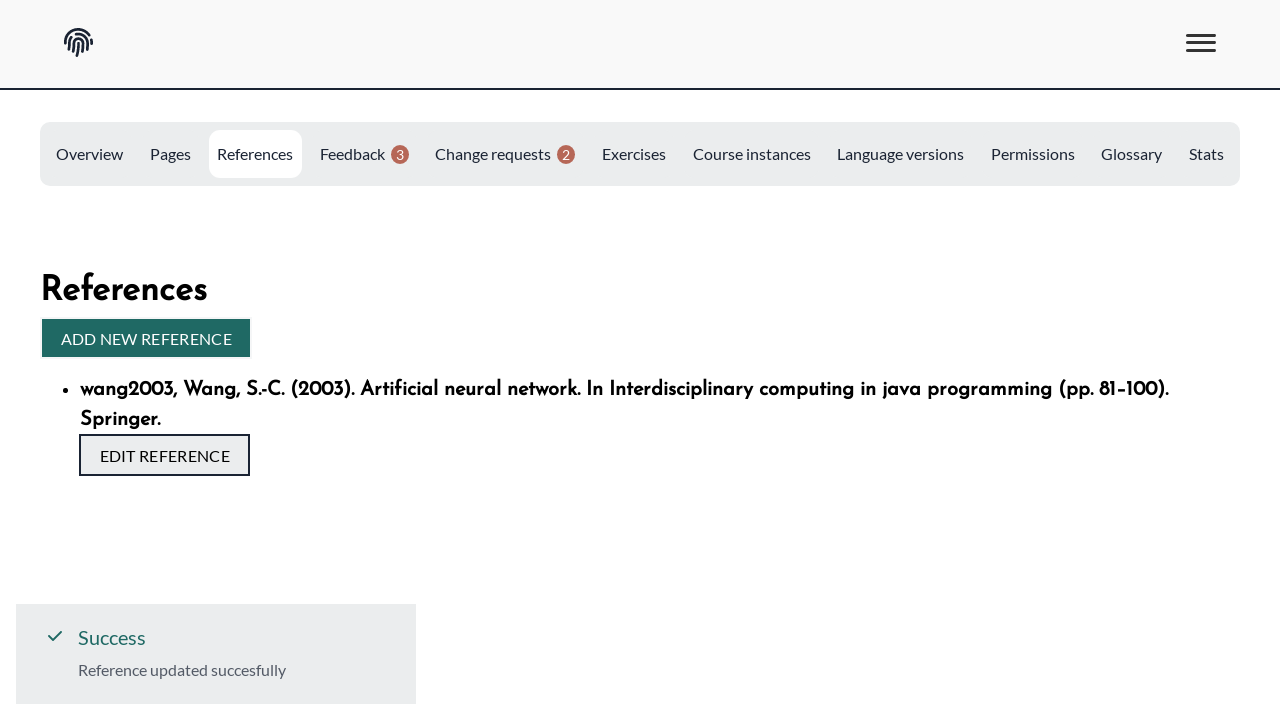 Overview Pages References Feedback 3 Change requests 2 Exercises Course instances Language versions Permissions Glossary Stats
References
ADD NEW REFERENCE
wang2003, Wang, S.-C. (2003). Artificial neural network. In Interdisciplinary computing in java programming (pp. 81–100).
Springer.
EDIT REFERENCE
Success
Reference updated succesfully